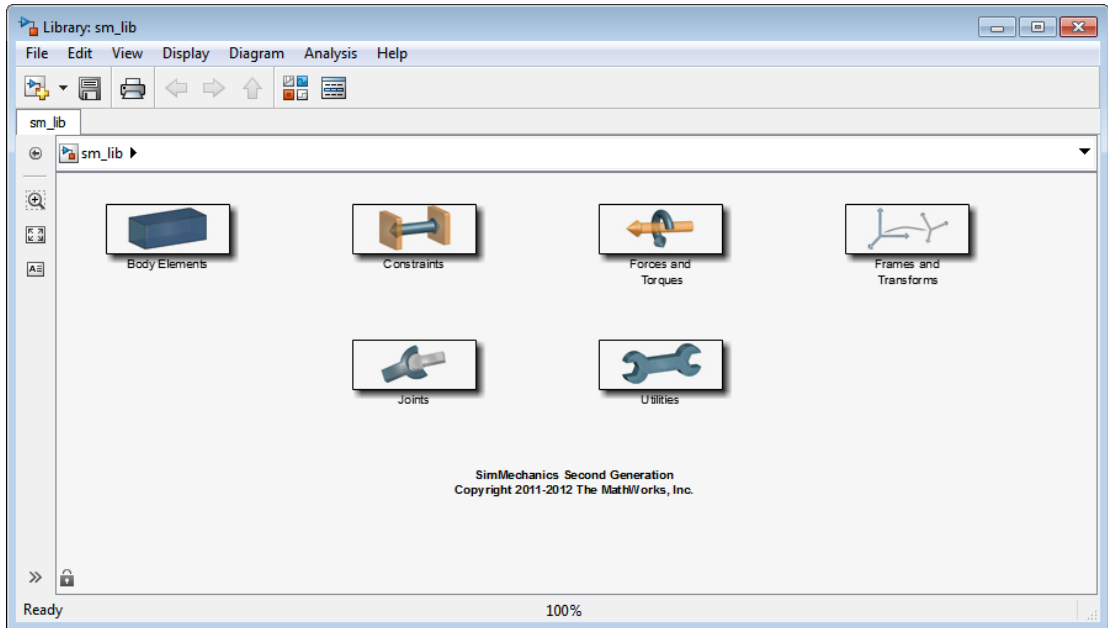 Library: sm_lib
File Edit View Display Diagram Analysis Help
sm_lib
sm_lib
Body Elements
Constraints
Forces and
Torques
Frames and
Transforms
Joints
Utilities
SimMechanics Second Generation
Copyright 2011-2012 The MathWorks, Inc.
Ready
100%